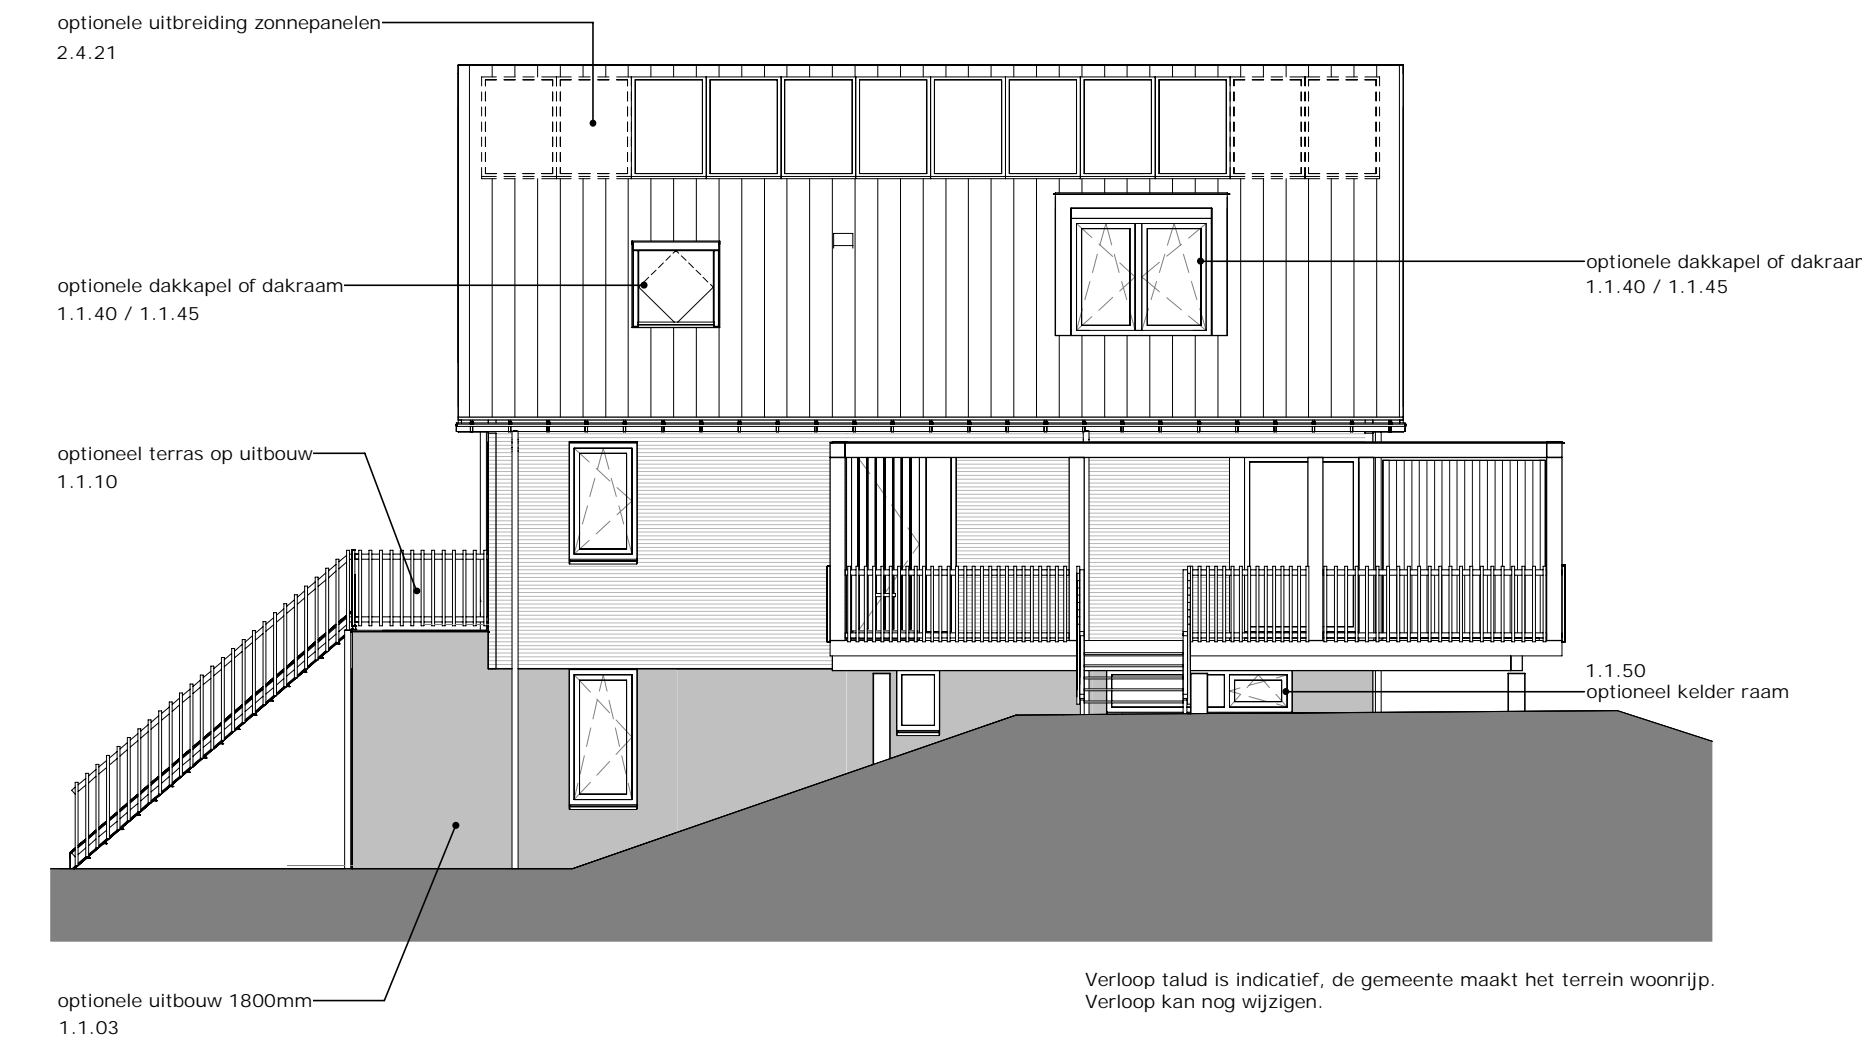 optionele uitbreiding zonnepanelen
2.4.21
optionele dakkapel of dakraam
1.1.40 / 1.1.45
optionele dakkapel of
1.1.40 / 1.1.45
optioneel terras op uitbouw
1.1.10
1.1.50
optioneel kelder raam
optionele uitbouw 1800mm
1.1.03
Verloop talud is indicatief, de gemeente maakt het terrein woonrijp.
Verloop kan nog wijzigen.